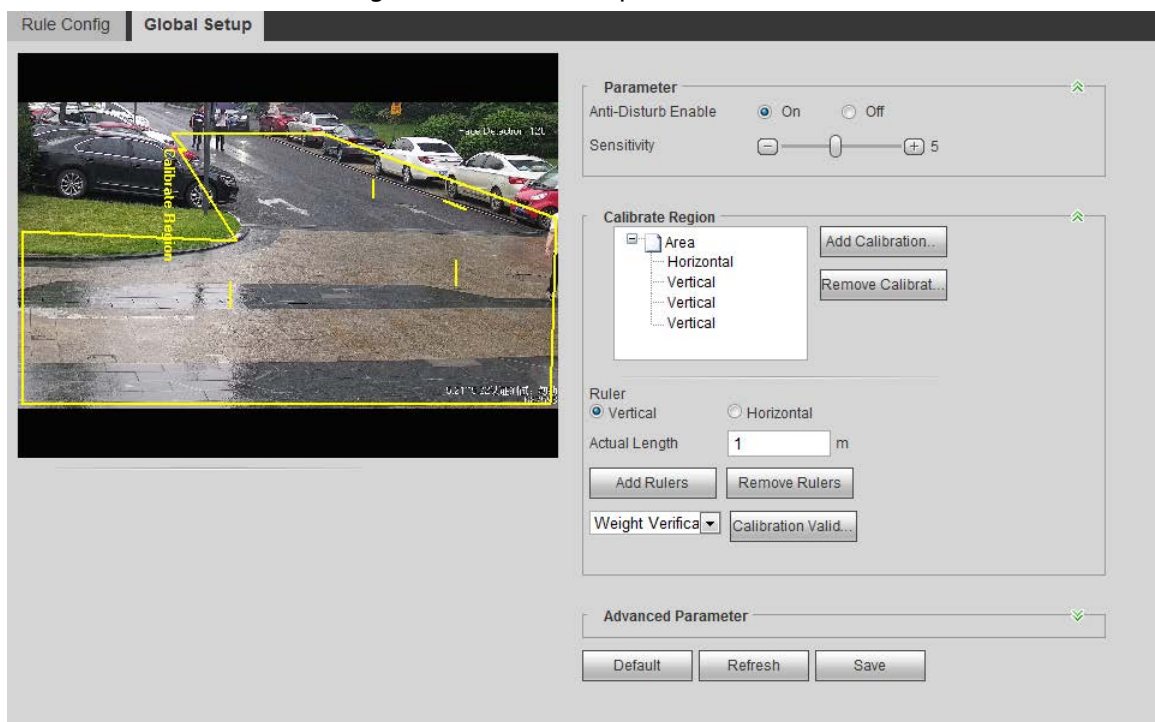 Rule Config Global Setup
Parameter
Anti-Disturb Enable On Off
Sensitivity 5
Calibrate Region
Calibrate Region
Area
Horizontal
Vertical
Vertical
Vertical
Add Calibration..
Remove Calibrat...
Ruler
Vertical Horizontal
Actual Length 1 m
Add Rulers Remove Rulers
Weight Verifica Calibration Valid...
Advanced Parameter
Default Refresh Save